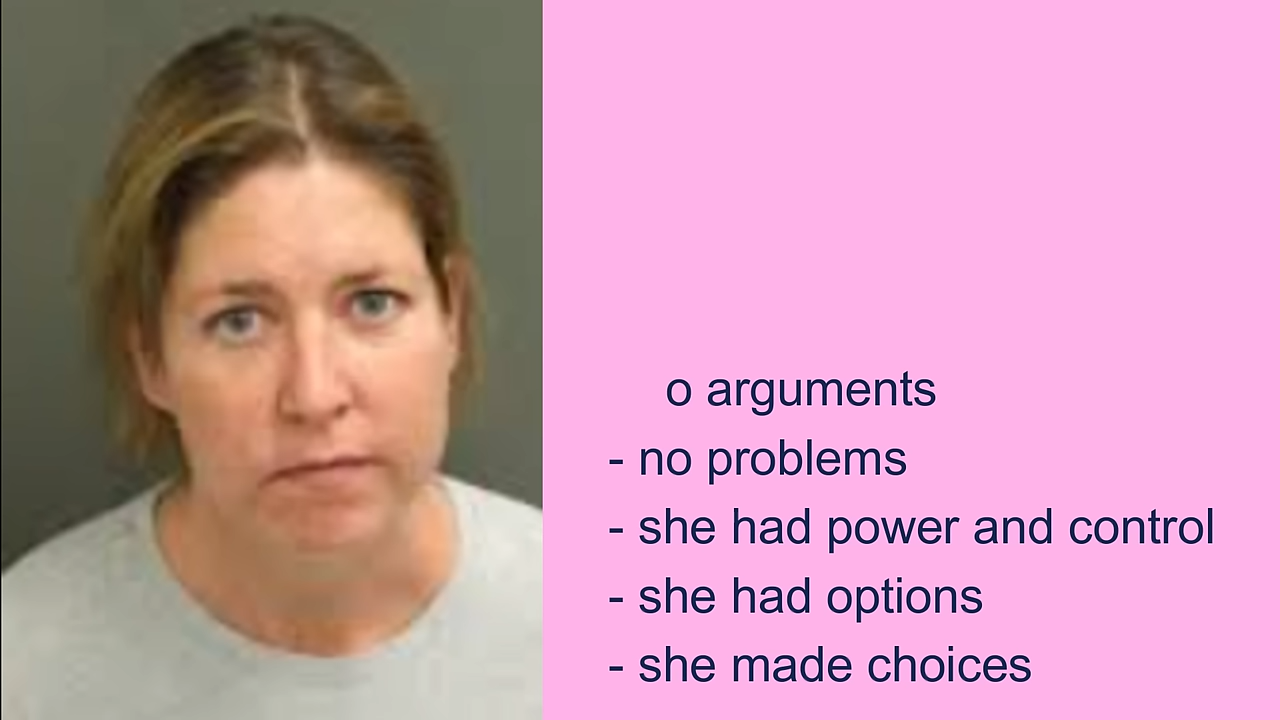 o arguments
- no problems
- she had power and control
- she had options
- she made choices